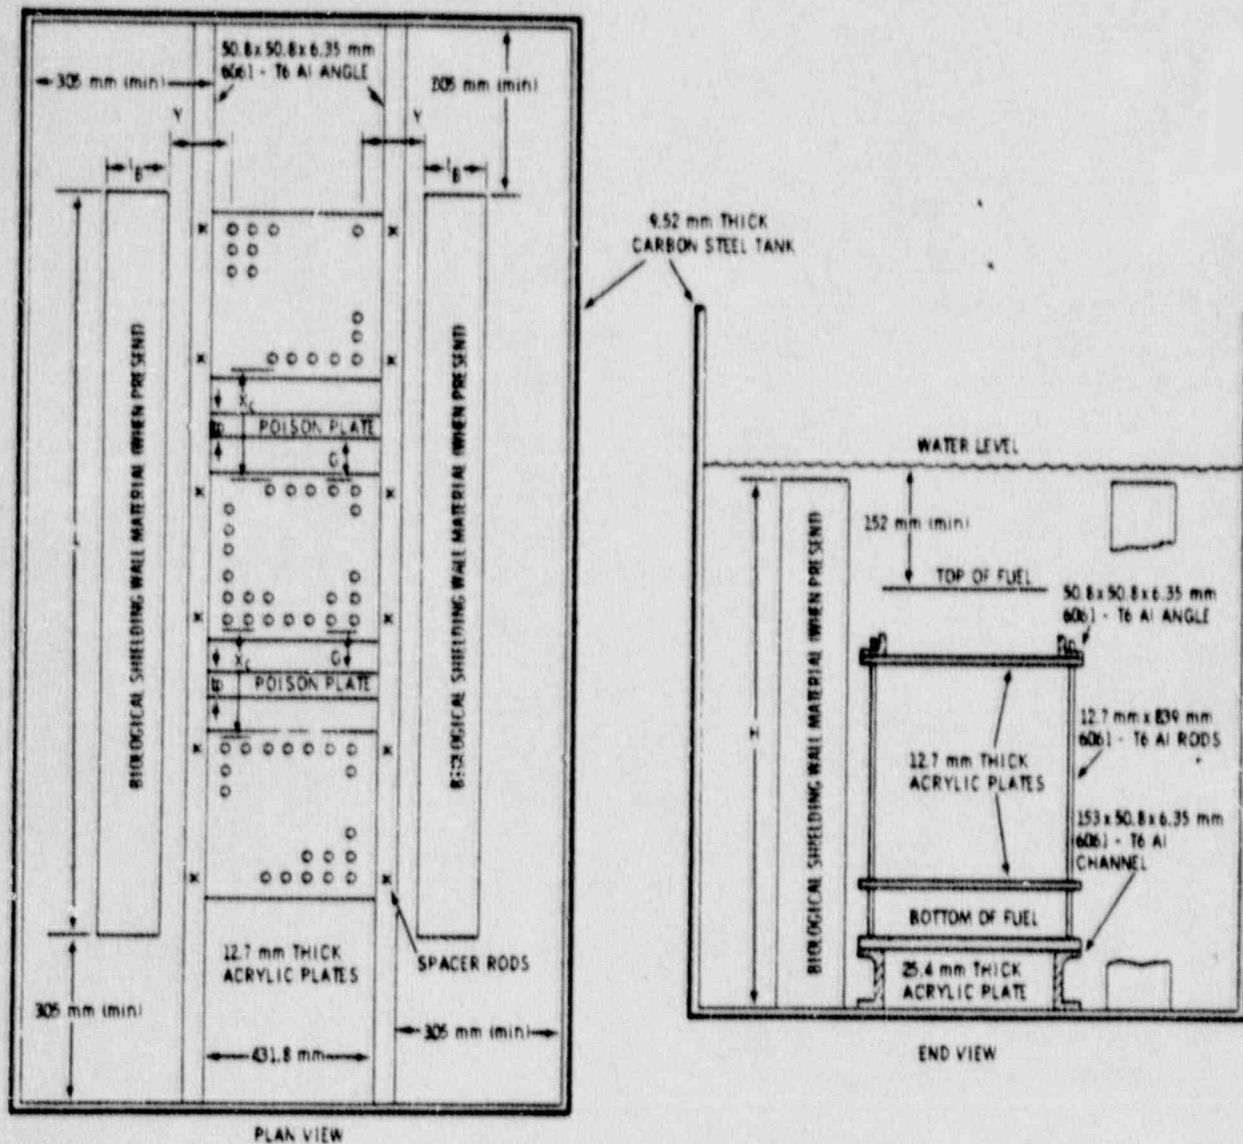 50.8 x 50.8 x 6.35 mm
6061 - T6 Al ANGLE
305 mm (min)
305 mm (min)
Y
Y
t_B
t_B
BIOLOGICAL SHIELDING WALL MATERIAL (WHEN PRESENT)
BIOLOGICAL SHIELDING WALL MATERIAL (WHEN PRESENT)
L
X_c
POISON PLATE
G
X_c
G
POISON PLATE
12.7 mm THICK
ACRYLIC PLATES
SPACER RODS
305 mm (min)
305 mm (min)
431.8 mm
PLAN VIEW
9.52 mm THICK
CARBON STEEL TANK
WATER LEVEL
152 mm (min)
TOP OF FUEL
50.8 x 50.8 x 6.35 mm
6061 - T6 Al ANGLE
BIOLOGICAL SHIELDING WALL MATERIAL (WHEN PRESENT)
H
12.7 mm x 839 mm
6061 - T6 Al RODS
12.7 mm THICK
ACRYLIC PLATES
153 x 50.8 x 6.35 mm
6061 - T6 Al
CHANNEL
BOTTOM OF FUEL
25.4 mm THICK
ACRYLIC PLATE
END VIEW